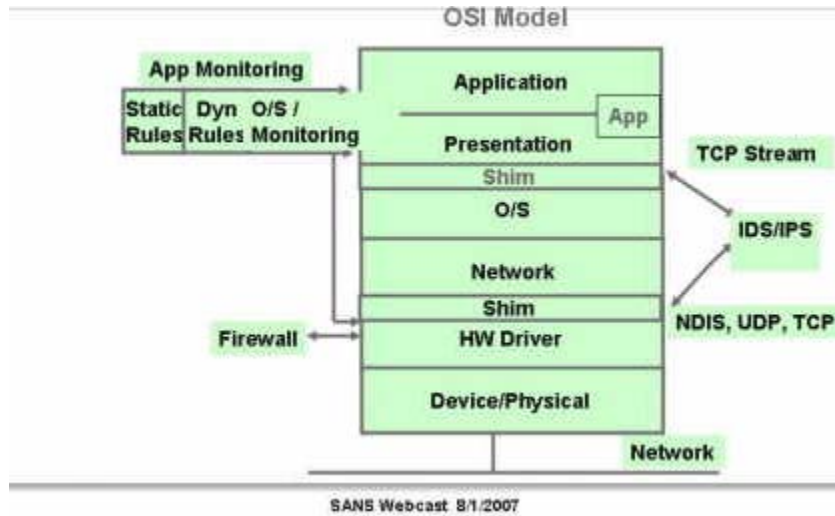 OSI Model
App Monitoring
Static Rules
Dyn Rules
O/S / Monitoring
Application
App
Presentation
Shim
O/S
Network
Shim
HW Driver
Device/Physical
Firewall
TCP Stream
IDS/IPS
NDIS, UDP, TCP
Network
SANS Webcast 8/1/2007